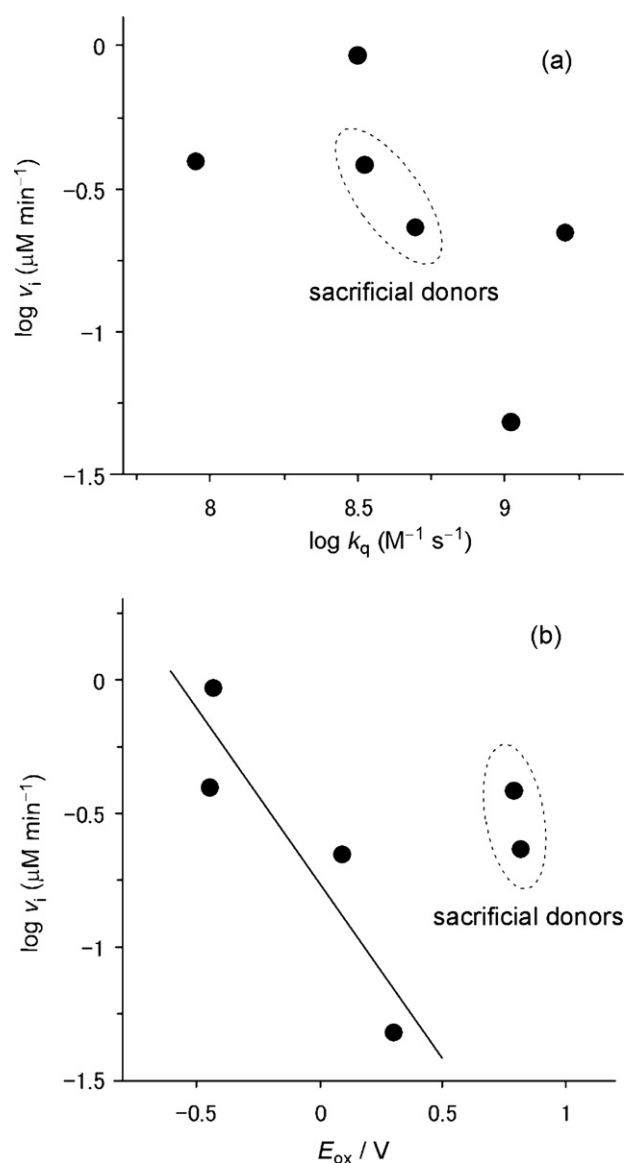 (a)
0
−0.5
−1
−1.5
log vi (μM min−1)
sacrificial donors
8
8.5
9
log kq (M−1 s−1)
(b)
0
−0.5
−1
−1.5
log vi (μM min−1)
sacrificial donors
−0.5
0
0.5
1
Eox / V